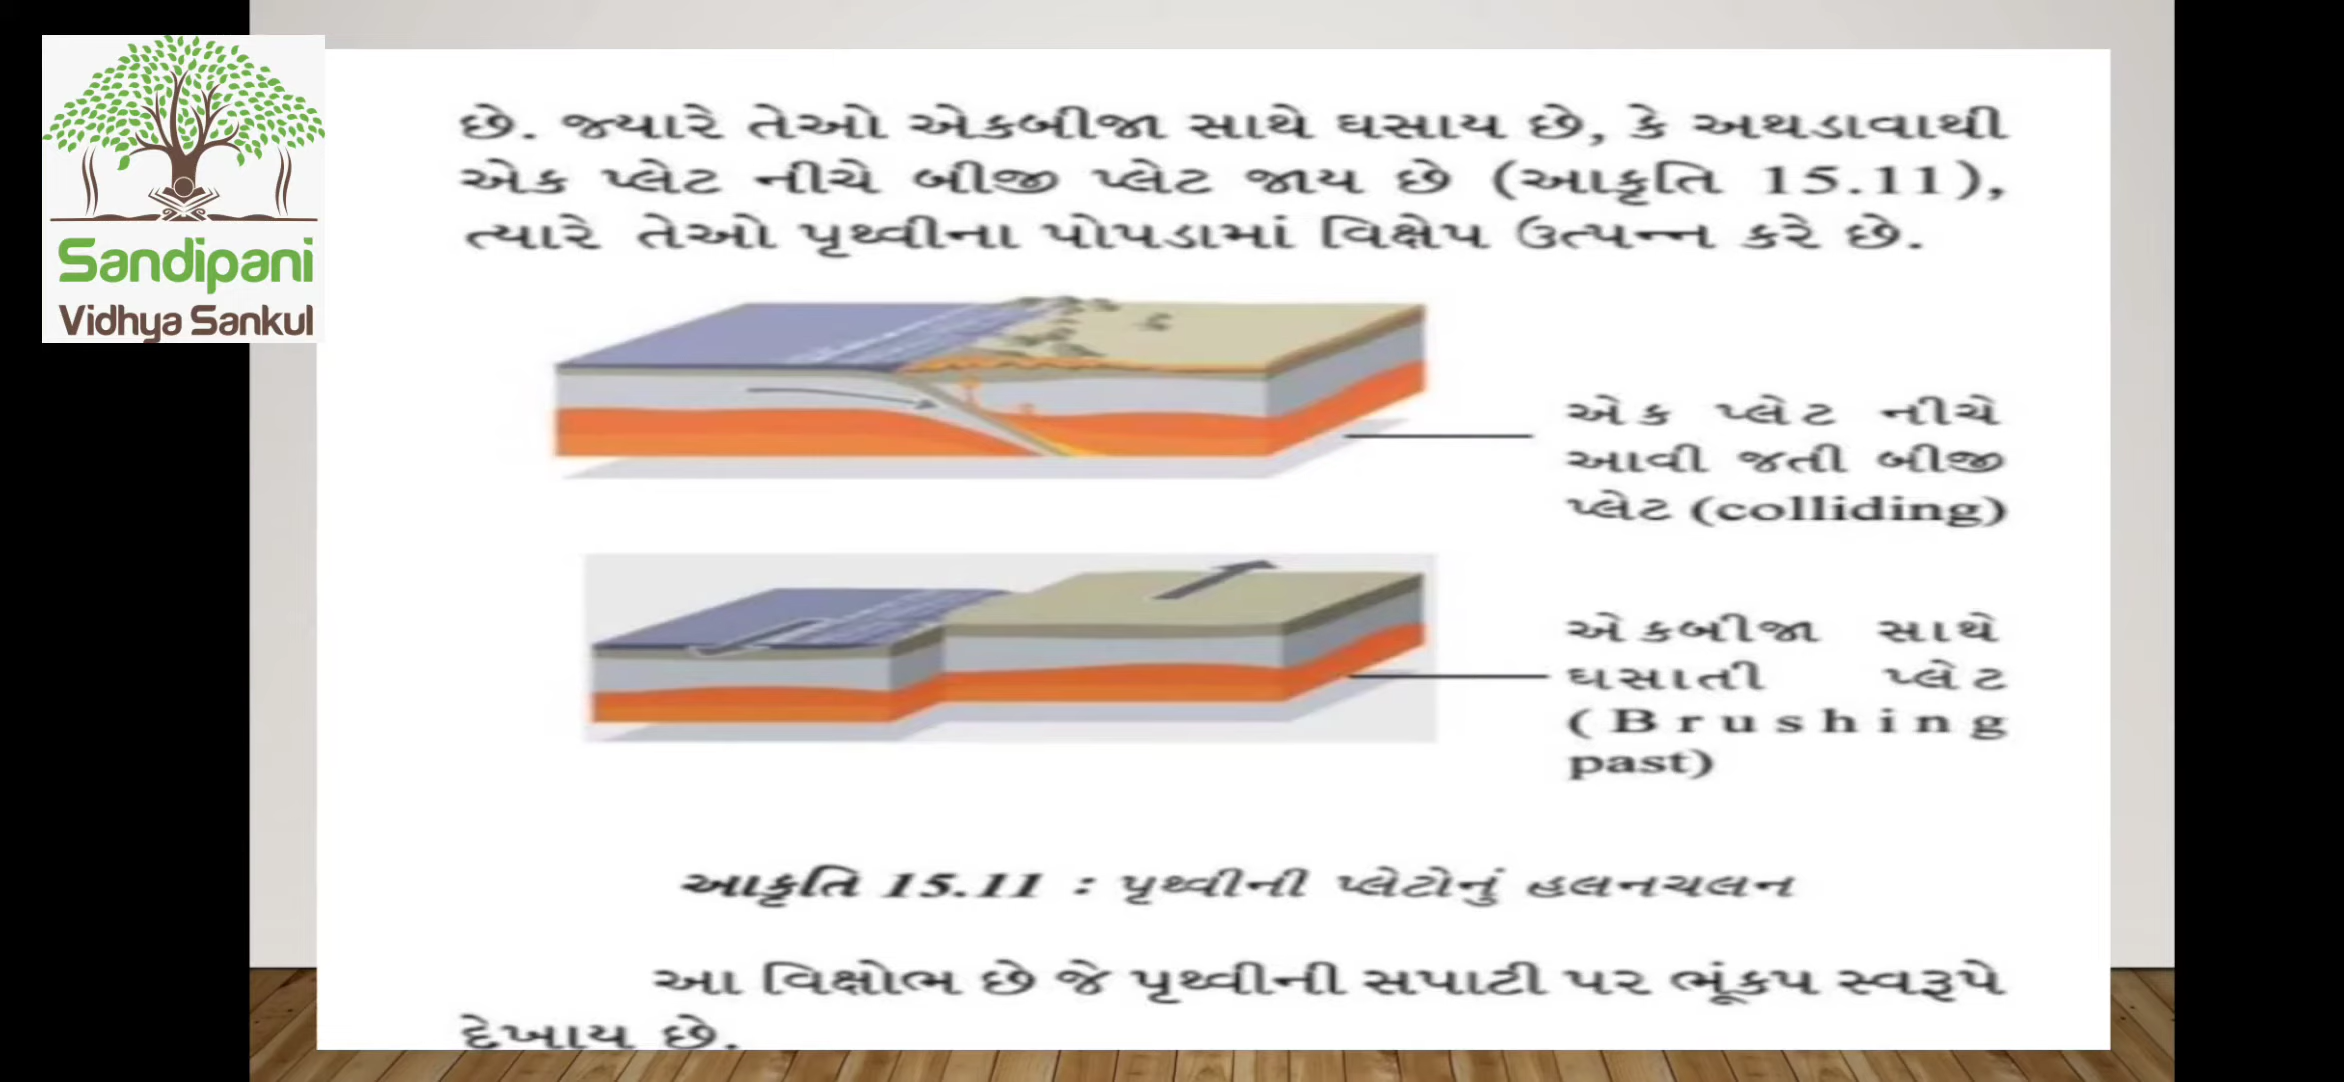 Sandipani
Vidhya Sankul
છે. જ્યારે તેઓ એકબીજા સાથે ઘસાય છે, કે અથડાવાથી
એક પ્લેટ નીચે બીજી પ્લેટ જાય છે (આકૃતિ 15.11),
ત્યારે તેઓ પૃથ્વીના પોપડામાં વિક્ષેપ ઉત્પન્ન કરે છે.
એક પ્લેટ નીચે
આવી જતી બીજી
પ્લેટ (colliding)
એકબીજા સાથે
ઘસાતી પ્લેટ
(Brushing
past)
આકૃતિ 15.11 : પૃથ્વીની પ્લેટોનું હલનચલન
આ વિક્ષોભ છે જે પૃથ્વીની સપાટી પર ભૂંકપ સ્વરૂપે
દેખાય છે.